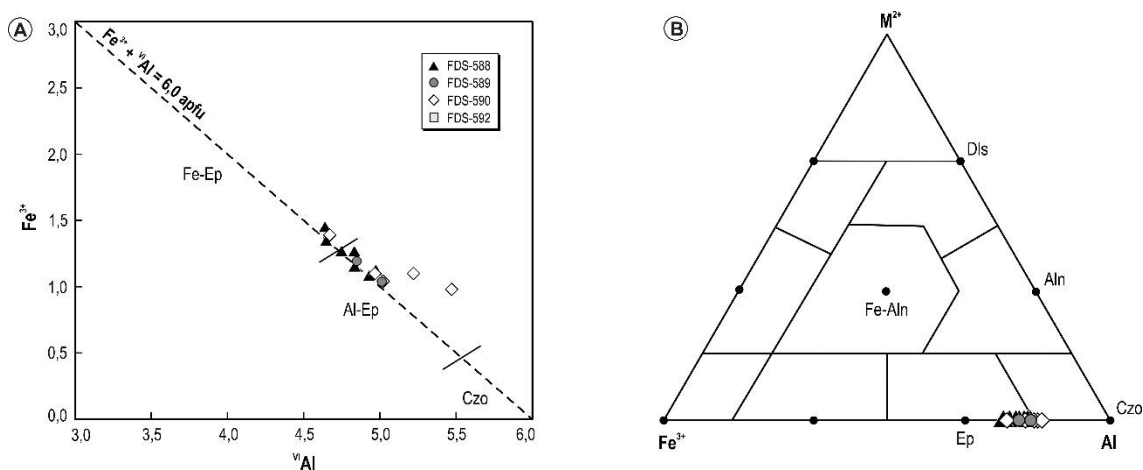 A
3,0
2,5
2,0
1,5
1,0
0,5
0,0
Fe³⁺
Fe³⁺ + ⱽᴵAl = 6,0 apfu
FDS-588
FDS-589
FDS-590
FDS-592
Fe-Ep
Al-Ep
Czo
3,0 3,5 4,0 4,5 5,0 5,5 6,0
ⱽᴵAl
B
M²⁺
Dls
Aln
Fe-Aln
Czo
Ep
Fe³⁺
Al